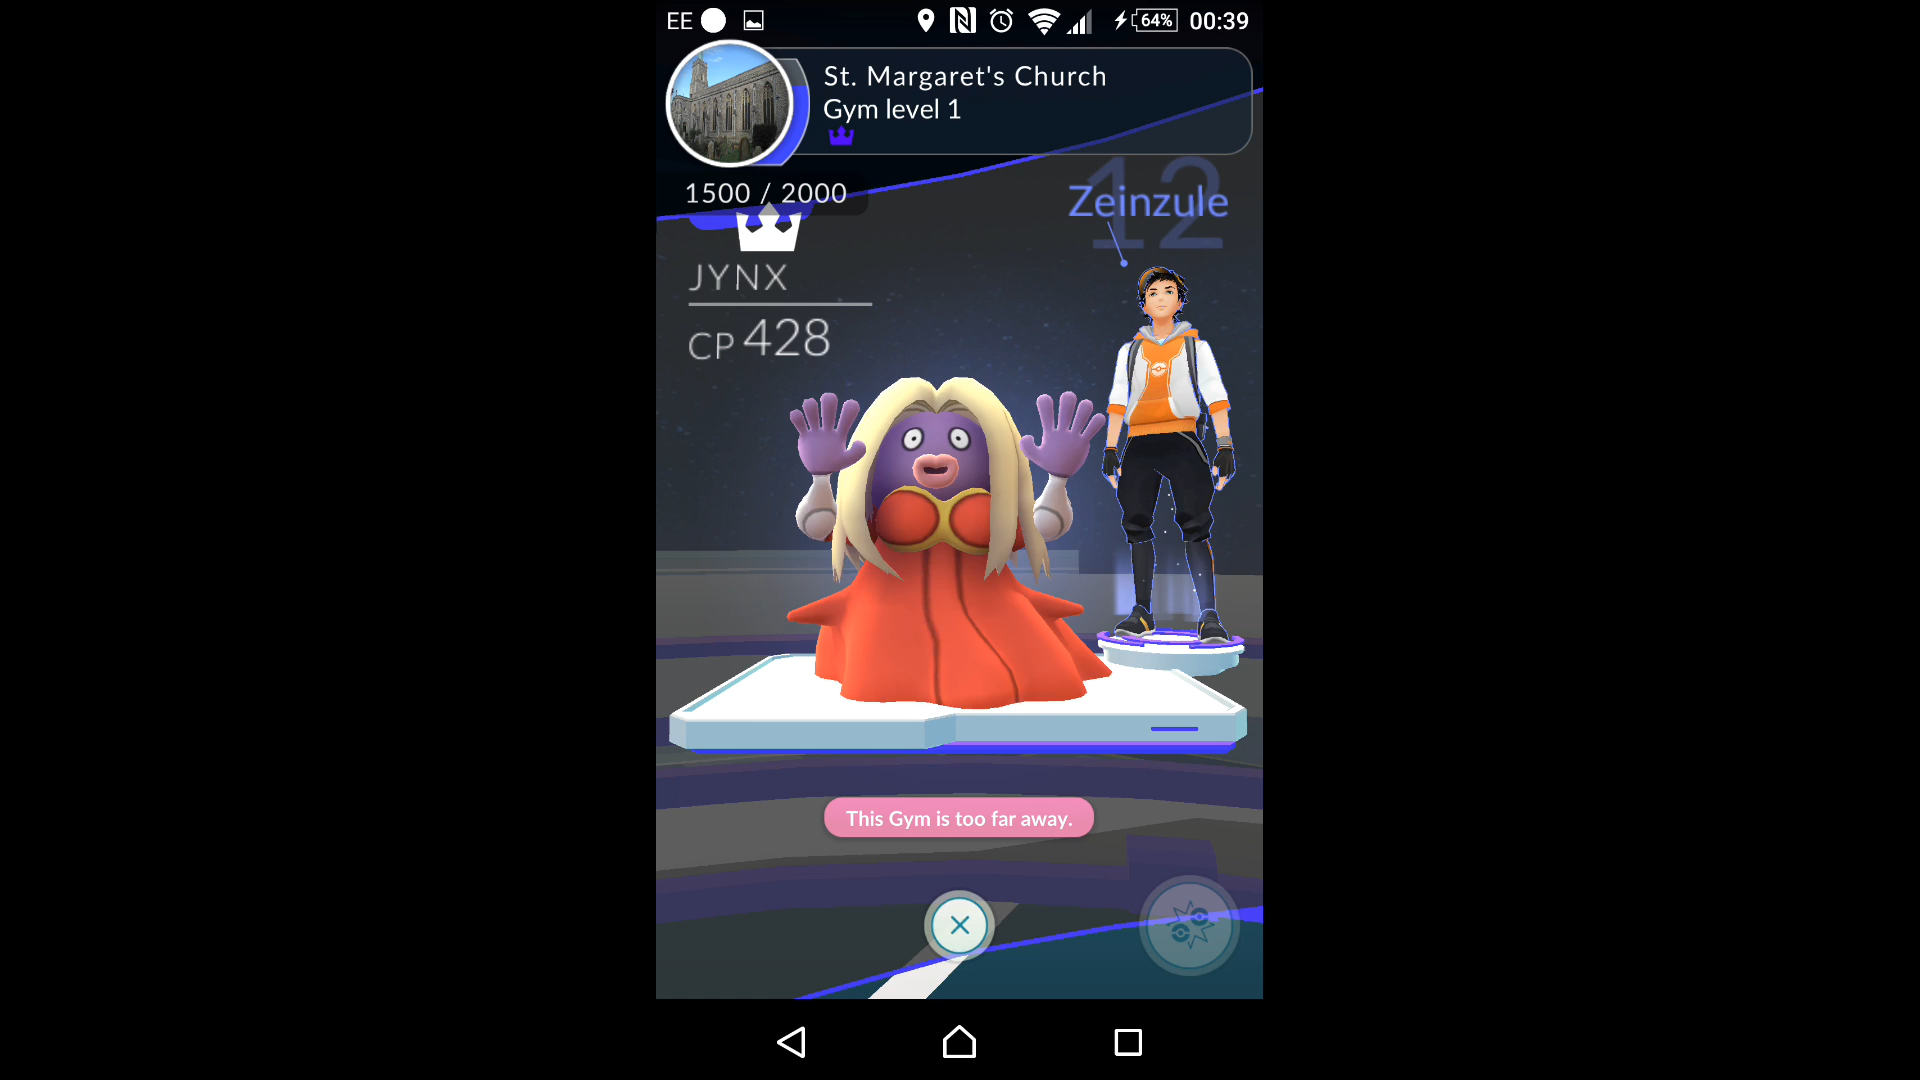 EE 64% 00:39
St. Margaret's Church
Gym level 1
1500 / 2000
12
Zeinzule
JYNX
CP 428
This Gym is too far away.